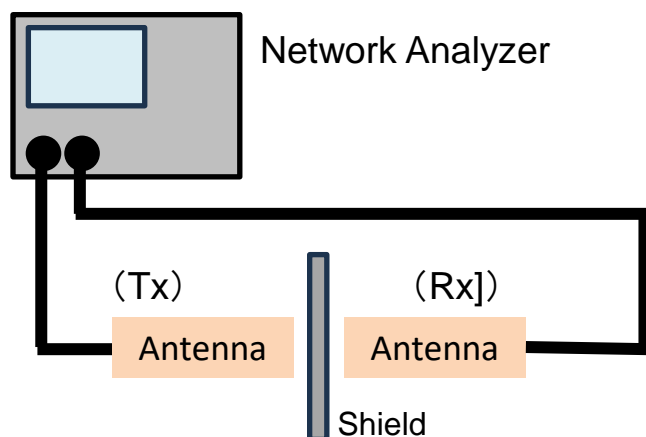 Network Analyzer
（Tx）
（Rx]）
Antenna
Antenna
Shield